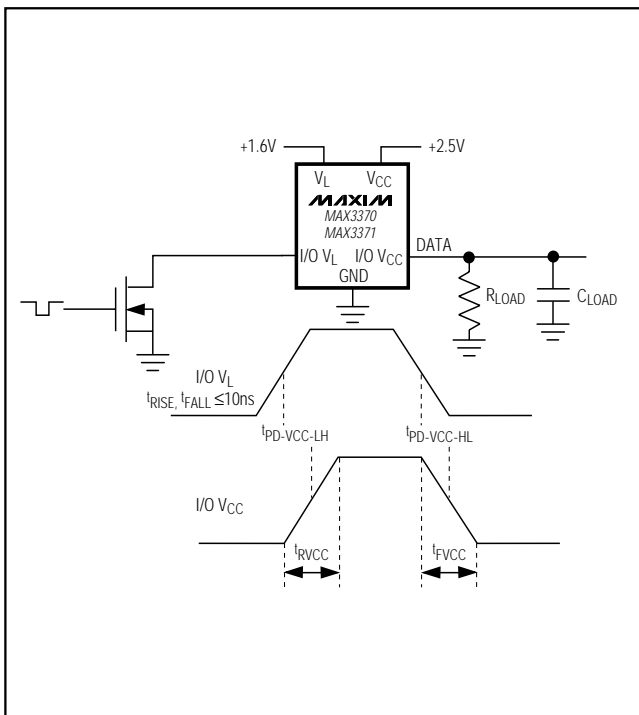 +1.6V +2.5V
VL VCC
MAXIM
MAX3370
MAX3371
I/O VL I/O VCC DATA
GND
RLOAD CLOAD
I/O VL
tRISE, tFALL ≤10ns
tPD-VCC-LH tPD-VCC-HL
I/O VCC
tRVCC tFVCC